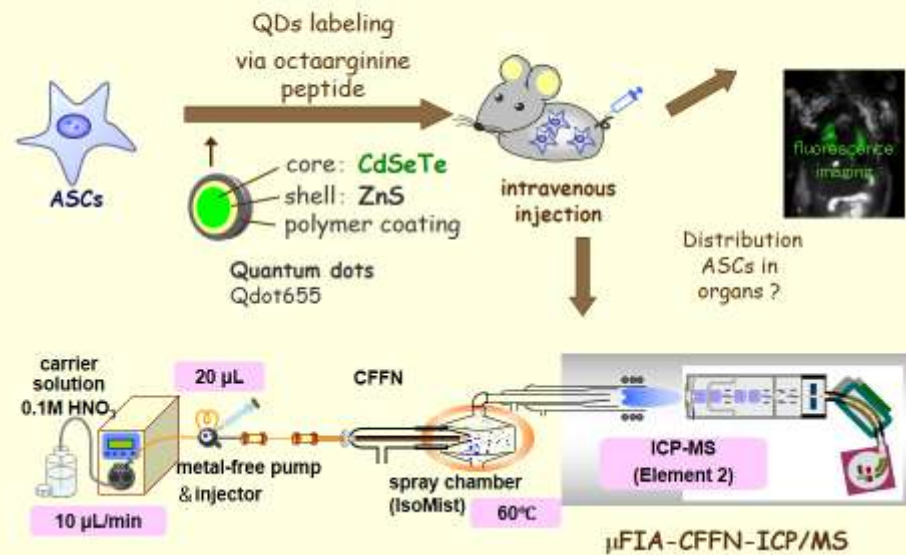 QDs labeling
via octaarginine
peptide
ASCs
core: CdSeTe
shell: ZnS
polymer coating
Quantum dots
Qdot655
intravenous
injection
fluorescence
imaging
Distribution
ASCs in
organs ?
carrier
solution
0.1M HNO3
20 µL
CFFN
metal-free pump
&injector
10 µL/min
spray chamber
(IsoMist)
60℃
ICP-MS
(Element 2)
µFIA-CFFN-ICP/MS